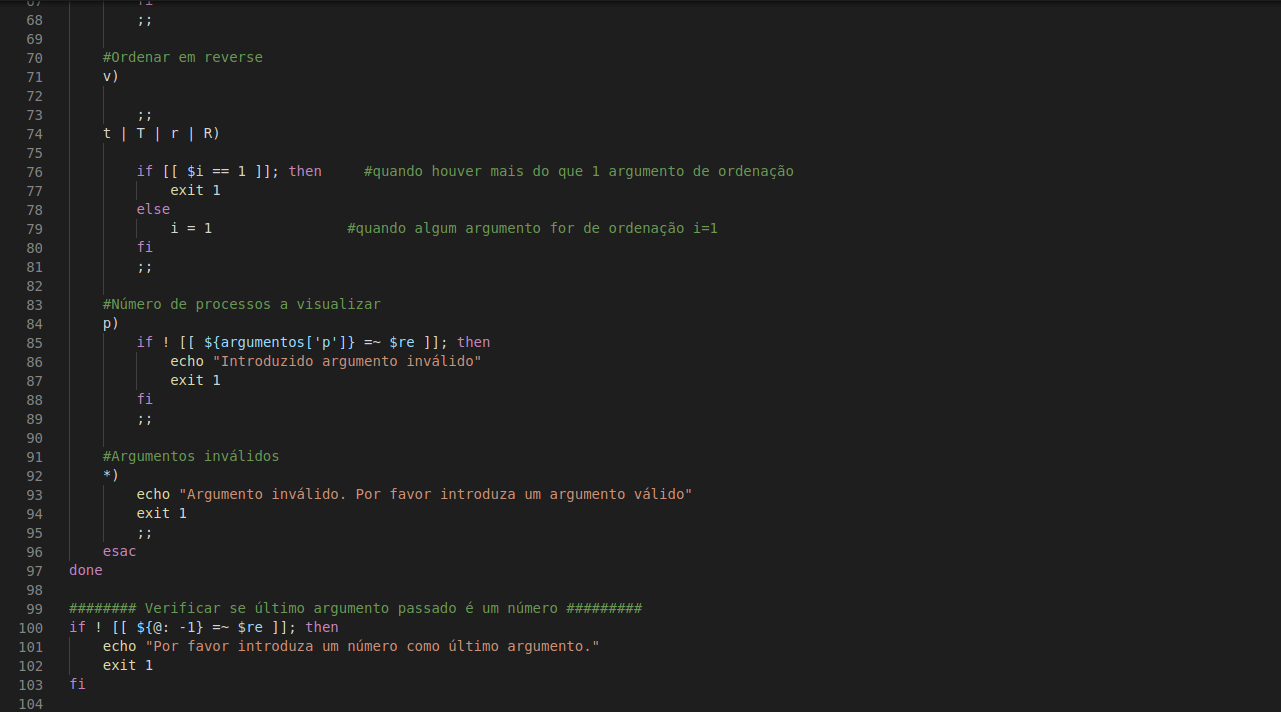 67 fi
68 ;;
69
70 #Ordenar em reverse
71 v)
72
73 ;;
74 t | T | r | R)
75
76 if [[ $i == 1 ]]; then #quando houver mais do que 1 argumento de ordenação
77 exit 1
78 else
79 i = 1 #quando algum argumento for de ordenação i=1
80 fi
81 ;;
82
83 #Número de processos a visualizar
84 p)
85 if ! [[ ${argumentos['p']} =~ $re ]]; then
86 echo "Introduzido argumento inválido"
87 exit 1
88 fi
89 ;;
90
91 #Argumentos inválidos
92 *)
93 echo "Argumento inválido. Por favor introduza um argumento válido"
94 exit 1
95 ;;
96 esac
97 done
98
99 ######## Verificar se último argumento passado é um número #########
100 if ! [[ ${@: -1} =~ $re ]]; then
101 echo "Por favor introduza um número como último argumento."
102 exit 1
103 fi
104